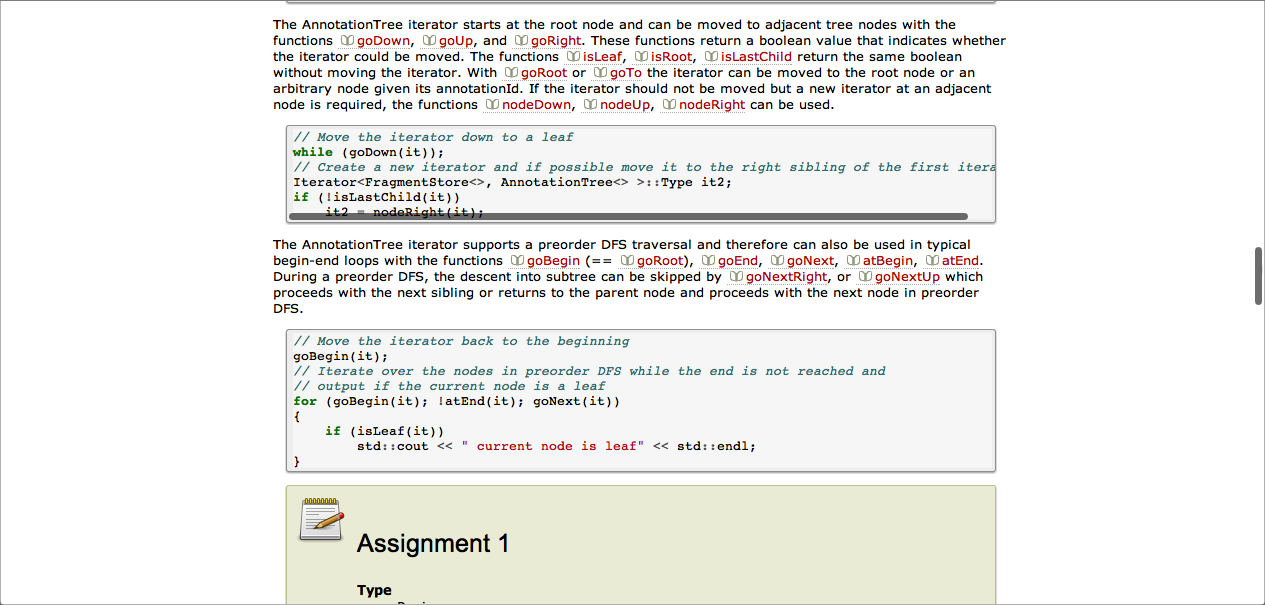 The AnnotationTree iterator starts at the root node and can be moved to adjacent tree nodes with the
functions goDown, goUp, and goRight. These functions return a boolean value that indicates whether
the iterator could be moved. The functions isLeaf, isRoot, isLastChild return the same boolean
without moving the iterator. With goRoot or goTo the iterator can be moved to the root node or an
arbitrary node given its annotationId. If the iterator should not be moved but a new iterator at an adjacent
node is required, the functions nodeDown, nodeUp, nodeRight can be used.
// Move the iterator down to a leaf
while (goDown(it));
// Create a new iterator and if possible move it to the right sibling of the first itera
Iterator<FragmentStore<>, AnnotationTree<> >::Type it2;
if (!isLastChild(it))
it2 = nodeRight(it);
The AnnotationTree iterator supports a preorder DFS traversal and therefore can also be used in typical
begin-end loops with the functions goBegin (== goRoot), goEnd, goNext, atBegin, atEnd.
During a preorder DFS, the descent into subtree can be skipped by goNextRight, or goNextUp which
proceeds with the next sibling or returns to the parent node and proceeds with the next node in preorder
DFS.
// Move the iterator back to the beginning
goBegin(it);
// Iterate over the nodes in preorder DFS while the end is not reached and
// output if the current node is a leaf
for (goBegin(it); !atEnd(it); goNext(it))
{
if (isLeaf(it))
std::cout << " current node is leaf" << std::endl;
}
Assignment 1
Type